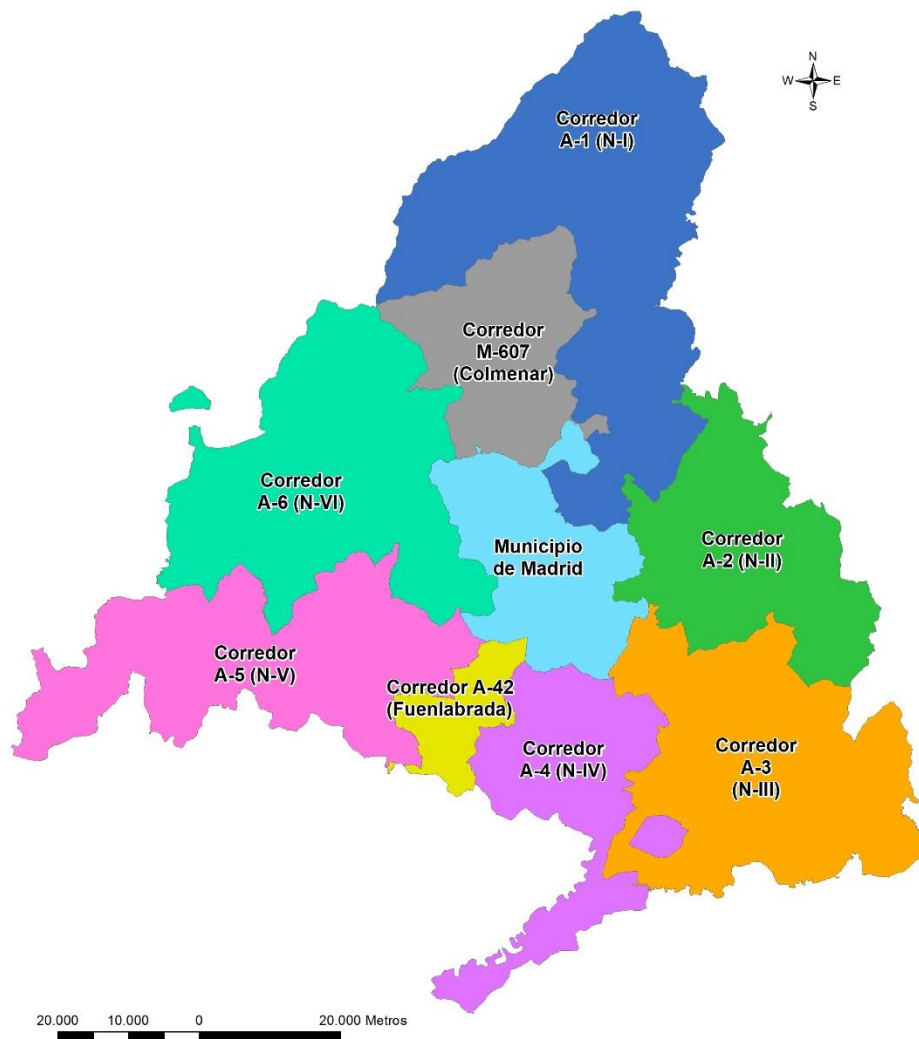 N
W E
S
Corredor
A-1 (N-I)
Corredor
M-607
(Colmenar)
Corredor
A-6 (N-VI)
Corredor
A-2 (N-II)
Municipio
de Madrid
Corredor
A-5 (N-V)
Corredor A-42
(Fuenlabrada)
Corredor
A-4 (N-IV)
Corredor
A-3
(N-III)
20.000 10.000 0 20.000 Metros